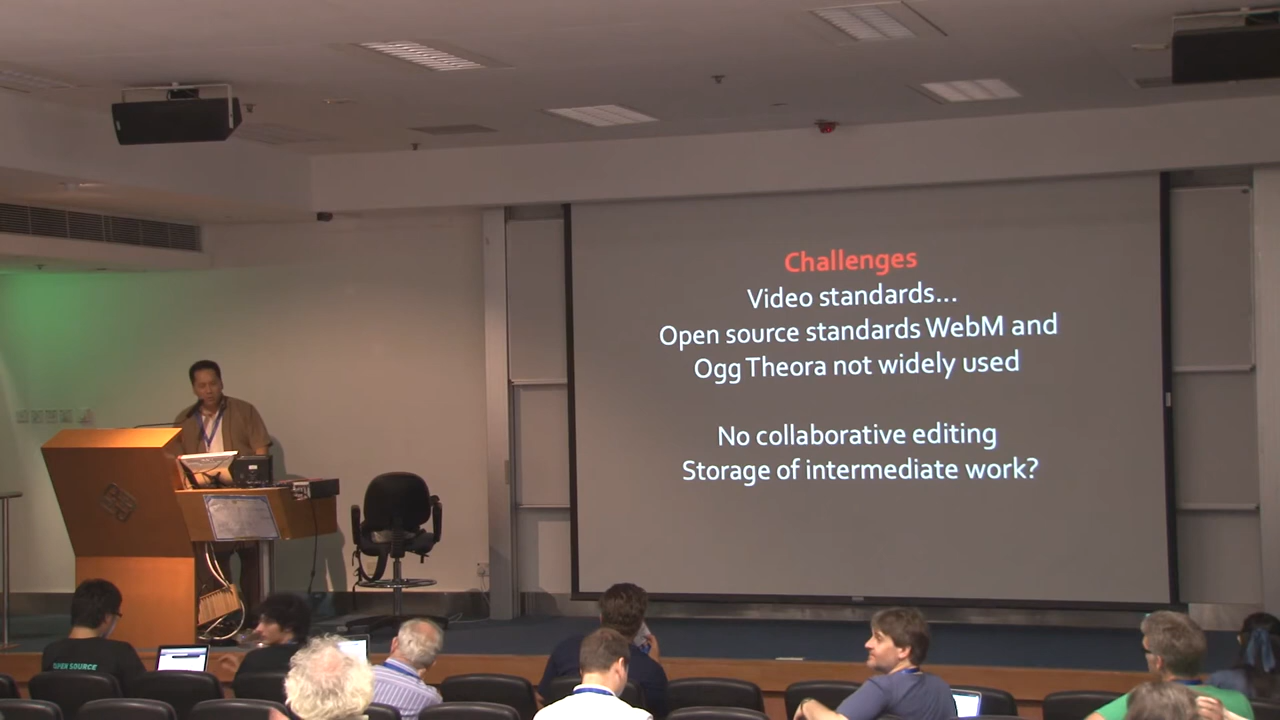 Challenges
Video standards...
Open source standards WebM and
Ogg Theora not widely used
No collaborative editing
Storage of intermediate work?
OPEN SOURCE